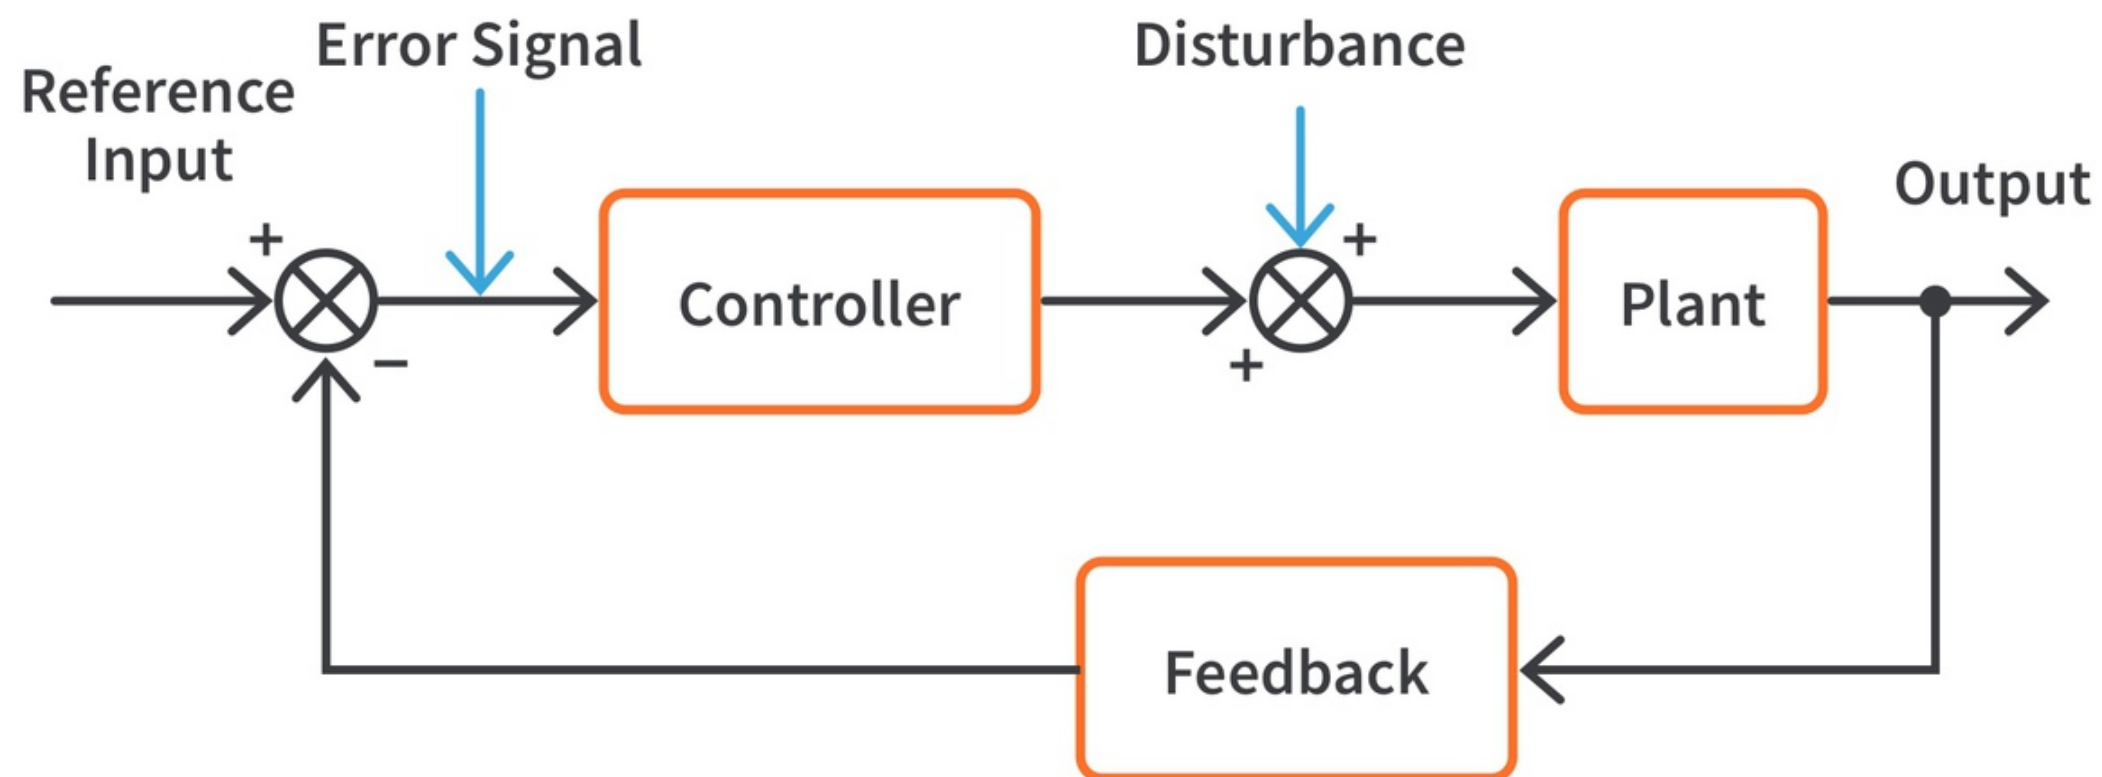 Error Signal
Disturbance
Reference
Input
Output
+
+
Controller
Plant
−
+
Feedback